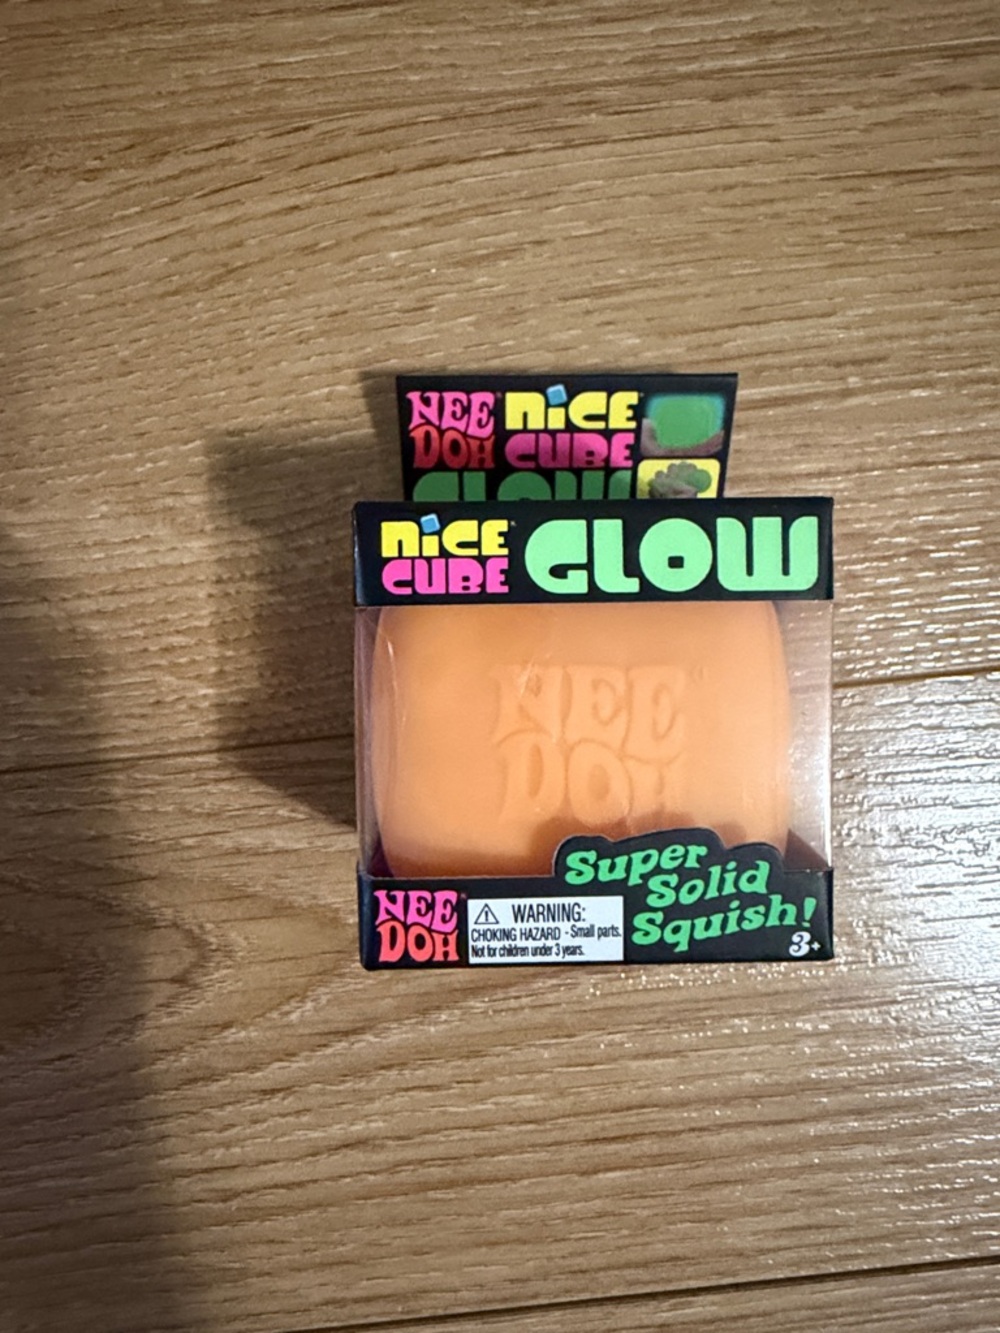 NEE NICE
DOH CUBE
GLOW
NICE
CUBE GLOW
NEE
DOH
Super
Solid
Squish!
3+
NEE
DOH
WARNING:
CHOKING HAZARD - Small parts.
Not for children under 3 years.